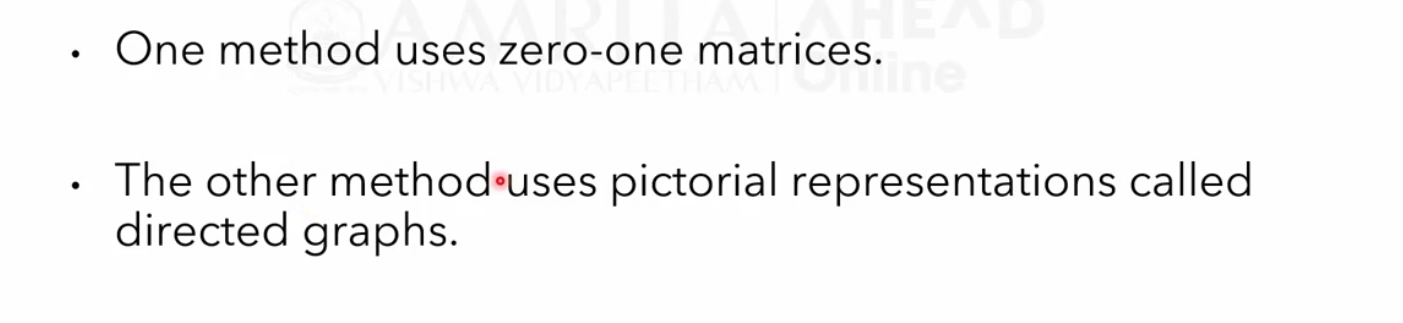 AMRITA AHEAD
VISHWA VIDYAPEETHAM Online
• One method uses zero-one matrices.
• The other method uses pictorial representations called
directed graphs.